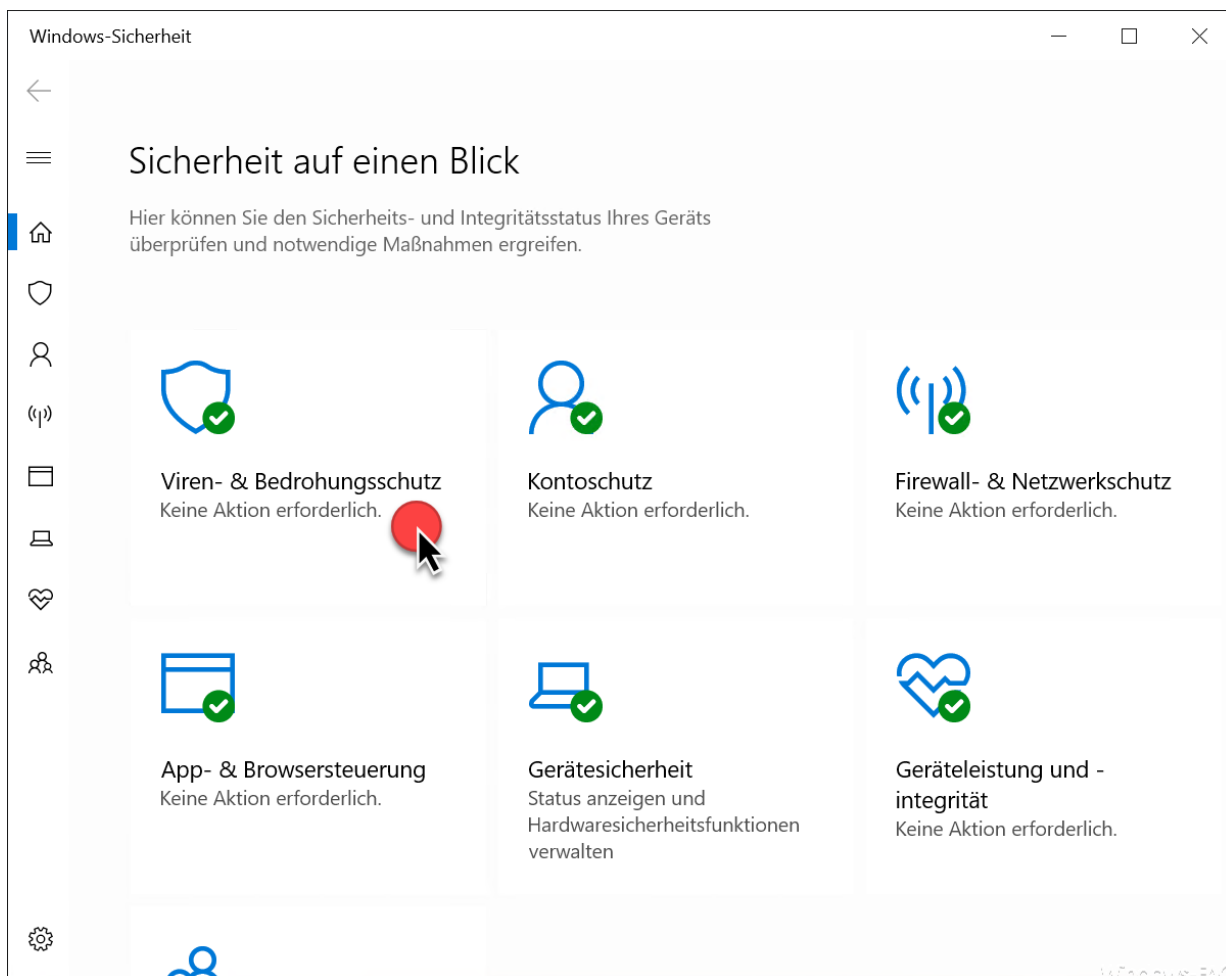 Windows-Sicherheit
Sicherheit auf einen Blick
Hier können Sie den Sicherheits- und Integritätsstatus Ihres Geräts
überprüfen und notwendige Maßnahmen ergreifen.
Viren- & Bedrohungsschutz
Keine Aktion erforderlich.
Kontoschutz
Keine Aktion erforderlich.
Firewall- & Netzwerkschutz
Keine Aktion erforderlich.
App- & Browsersteuerung
Keine Aktion erforderlich.
Gerätesicherheit
Status anzeigen und
Hardwaresicherheitsfunktionen
verwalten
Geräteleistung und -
integrität
Keine Aktion erforderlich.